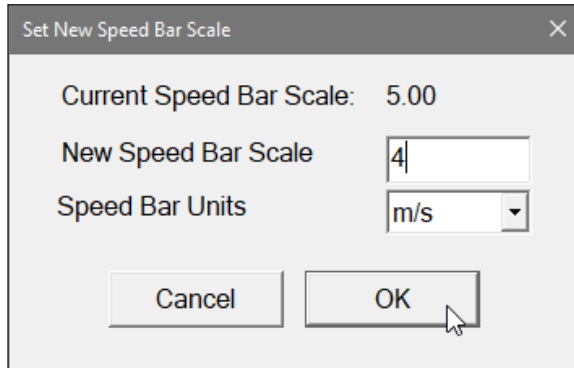 Set New Speed Bar Scale
Current Speed Bar Scale: 5.00
New Speed Bar Scale 4
Speed Bar Units m/s
Cancel OK